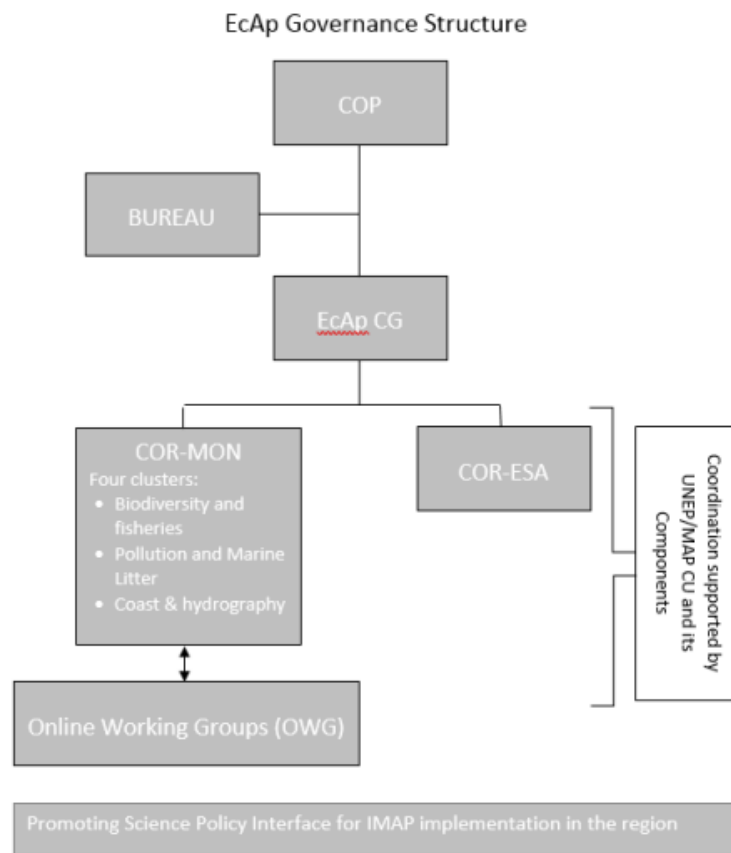 EcAp Governance Structure
COP
BUREAU
EcAp CG
COR-MON
Four clusters:
• Biodiversity and
fisheries
• Pollution and Marine
Litter
• Coast & hydrography
COR-ESA
Coordination supported by
UNEP/MAP CU and its
Components
Online Working Groups (OWG)
Promoting Science Policy Interface for IMAP implementation in the region